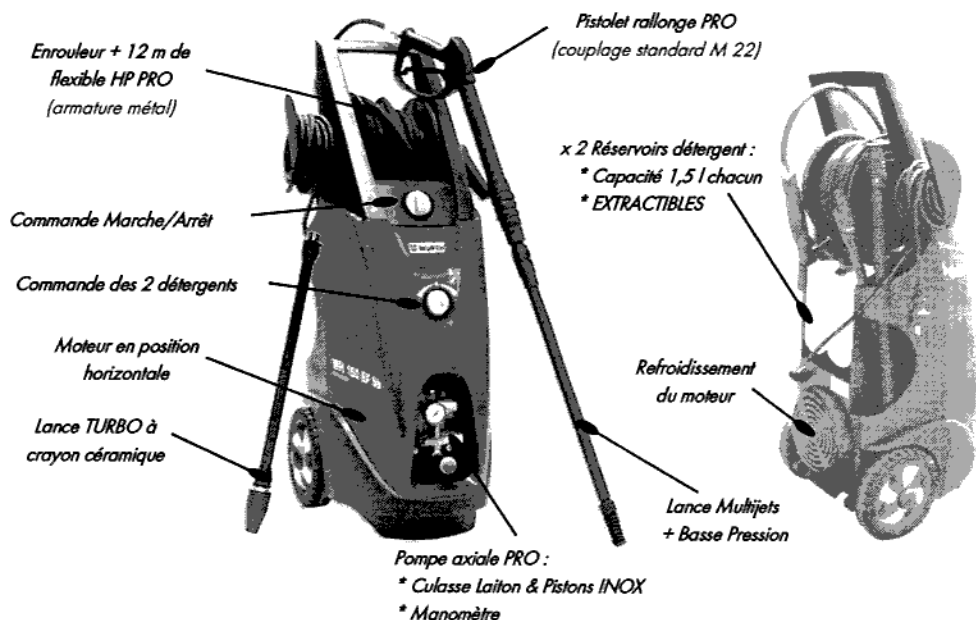 Pistolet rallonge PRO
(couplage standard M 22)
Enrouleur + 12 m de
flexible HP PRO
(armature métal)
x 2 Réservoirs détergent :
* Capacité 1,5 l chacun
* EXTRACTIBLES
Commande Marche/Arrêt
Commande des 2 détergents
Moteur en position
horizontale
Refroidissement
du moteur
Lance TURBO à
crayon céramique
Lance Multijets
+ Basse Pression
Pompe axiale PRO :
* Culasse Laiton & Pistons INOX
* Manomètre